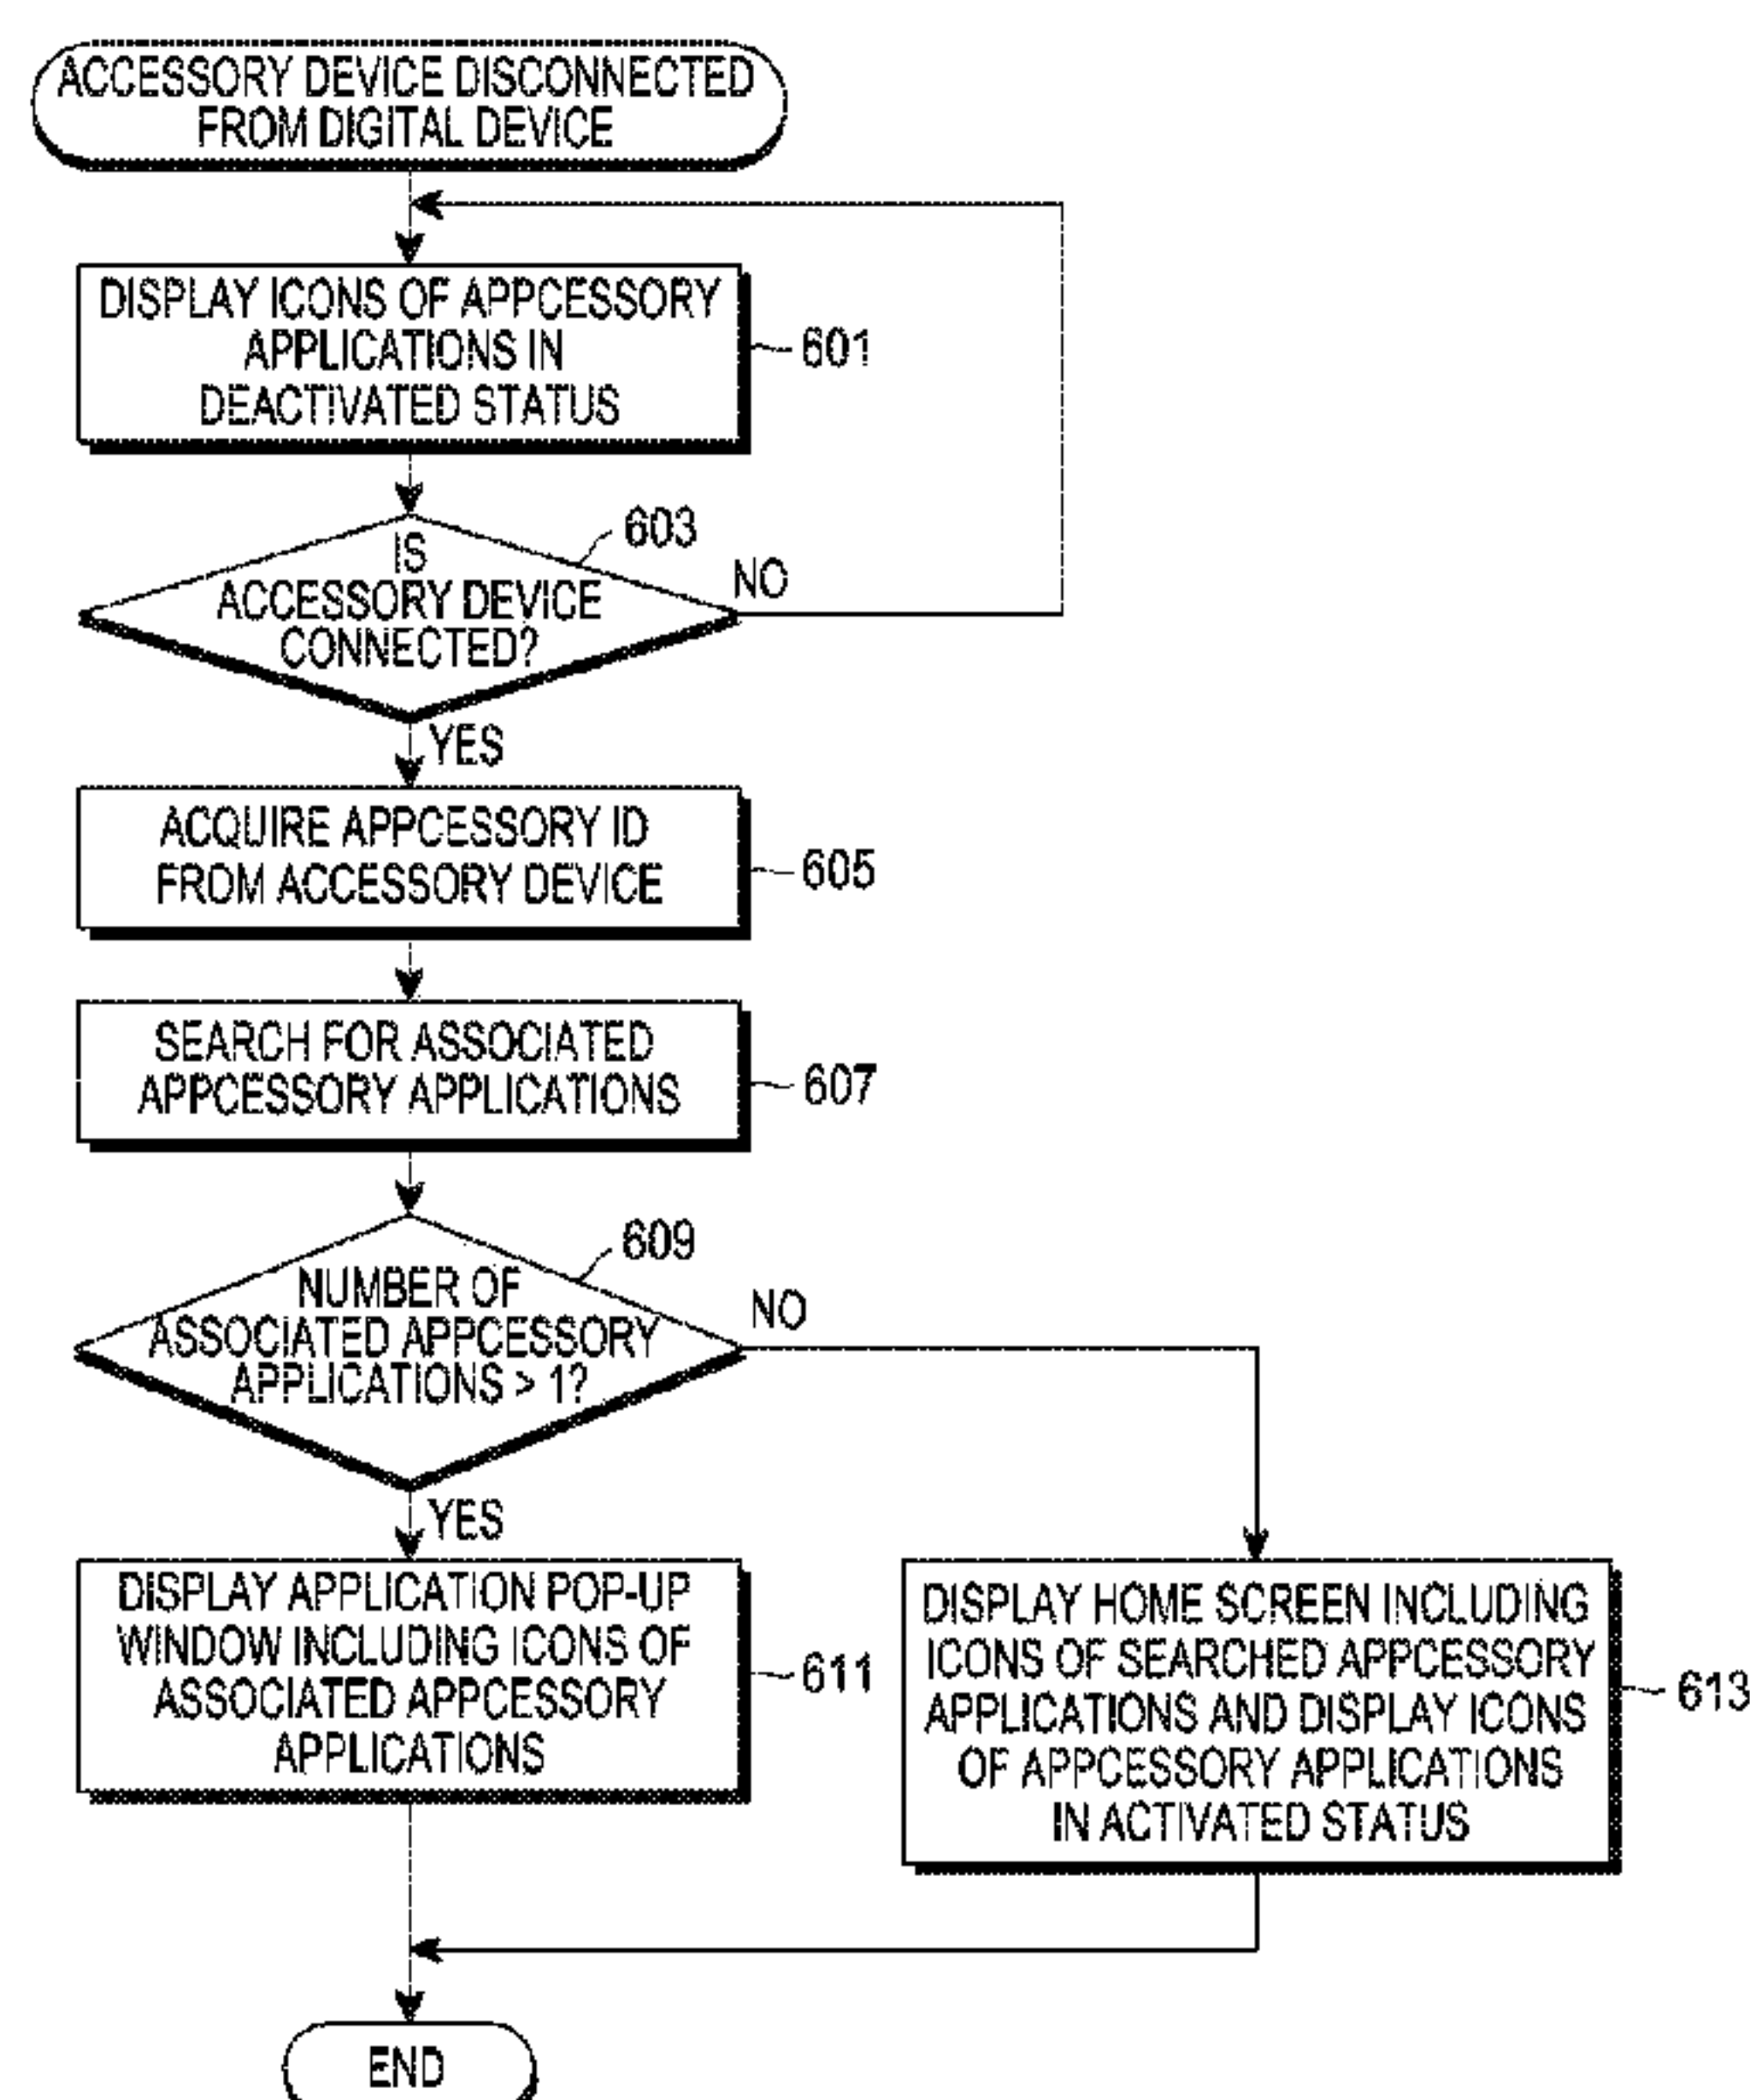 ACCESSORY DEVICE DISCONNECTED
FROM DIGITAL DEVICE
DISPLAY ICONS OF APPCESSORY
APPLICATIONS IN
DEACTIVATED STATUS
601
603
IS
ACCESSORY DEVICE
CONNECTED?
NO
YES
ACQUIRE APPCESSORY ID
FROM ACCESSORY DEVICE
605
SEARCH FOR ASSOCIATED
APPCESSORY APPLICATIONS
607
609
NUMBER OF
ASSOCIATED APPCESSORY
APPLICATIONS > 1?
NO
YES
DISPLAY APPLICATION POP-UP
WINDOW INCLUDING ICONS OF
ASSOCIATED APPCESSORY
APPLICATIONS
611
DISPLAY HOME SCREEN INCLUDING
ICONS OF SEARCHED APPCESSORY
APPLICATIONS AND DISPLAY ICONS
OF APPCESSORY APPLICATIONS
IN ACTIVATED STATUS
613
END